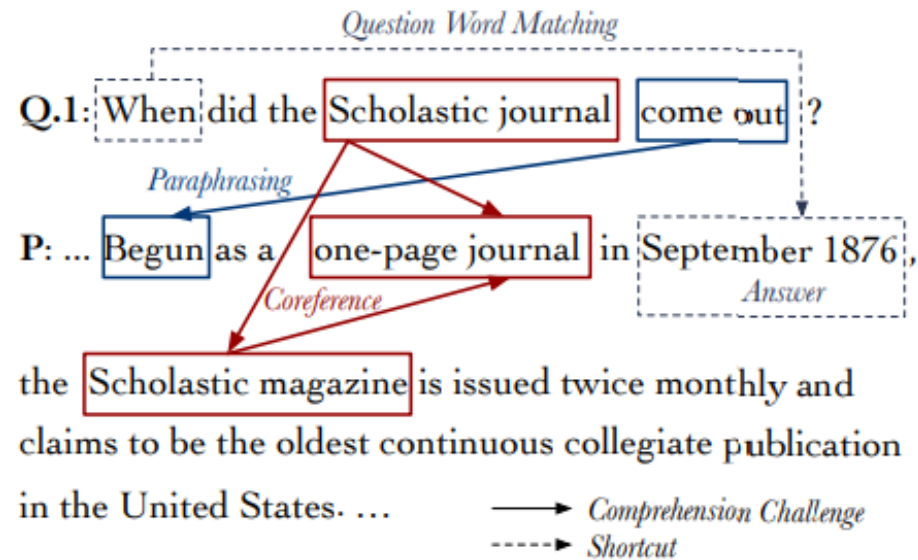 Question Word Matching
Q.1: When did the Scholastic journal come out ?
Paraphrasing
P: ... Begun as a one-page journal in September 1876 ,
Answer
Coreference
the Scholastic magazine is issued twice monthly and
claims to be the oldest continuous collegiate publication
in the United States. ...
Comprehension Challenge
Shortcut